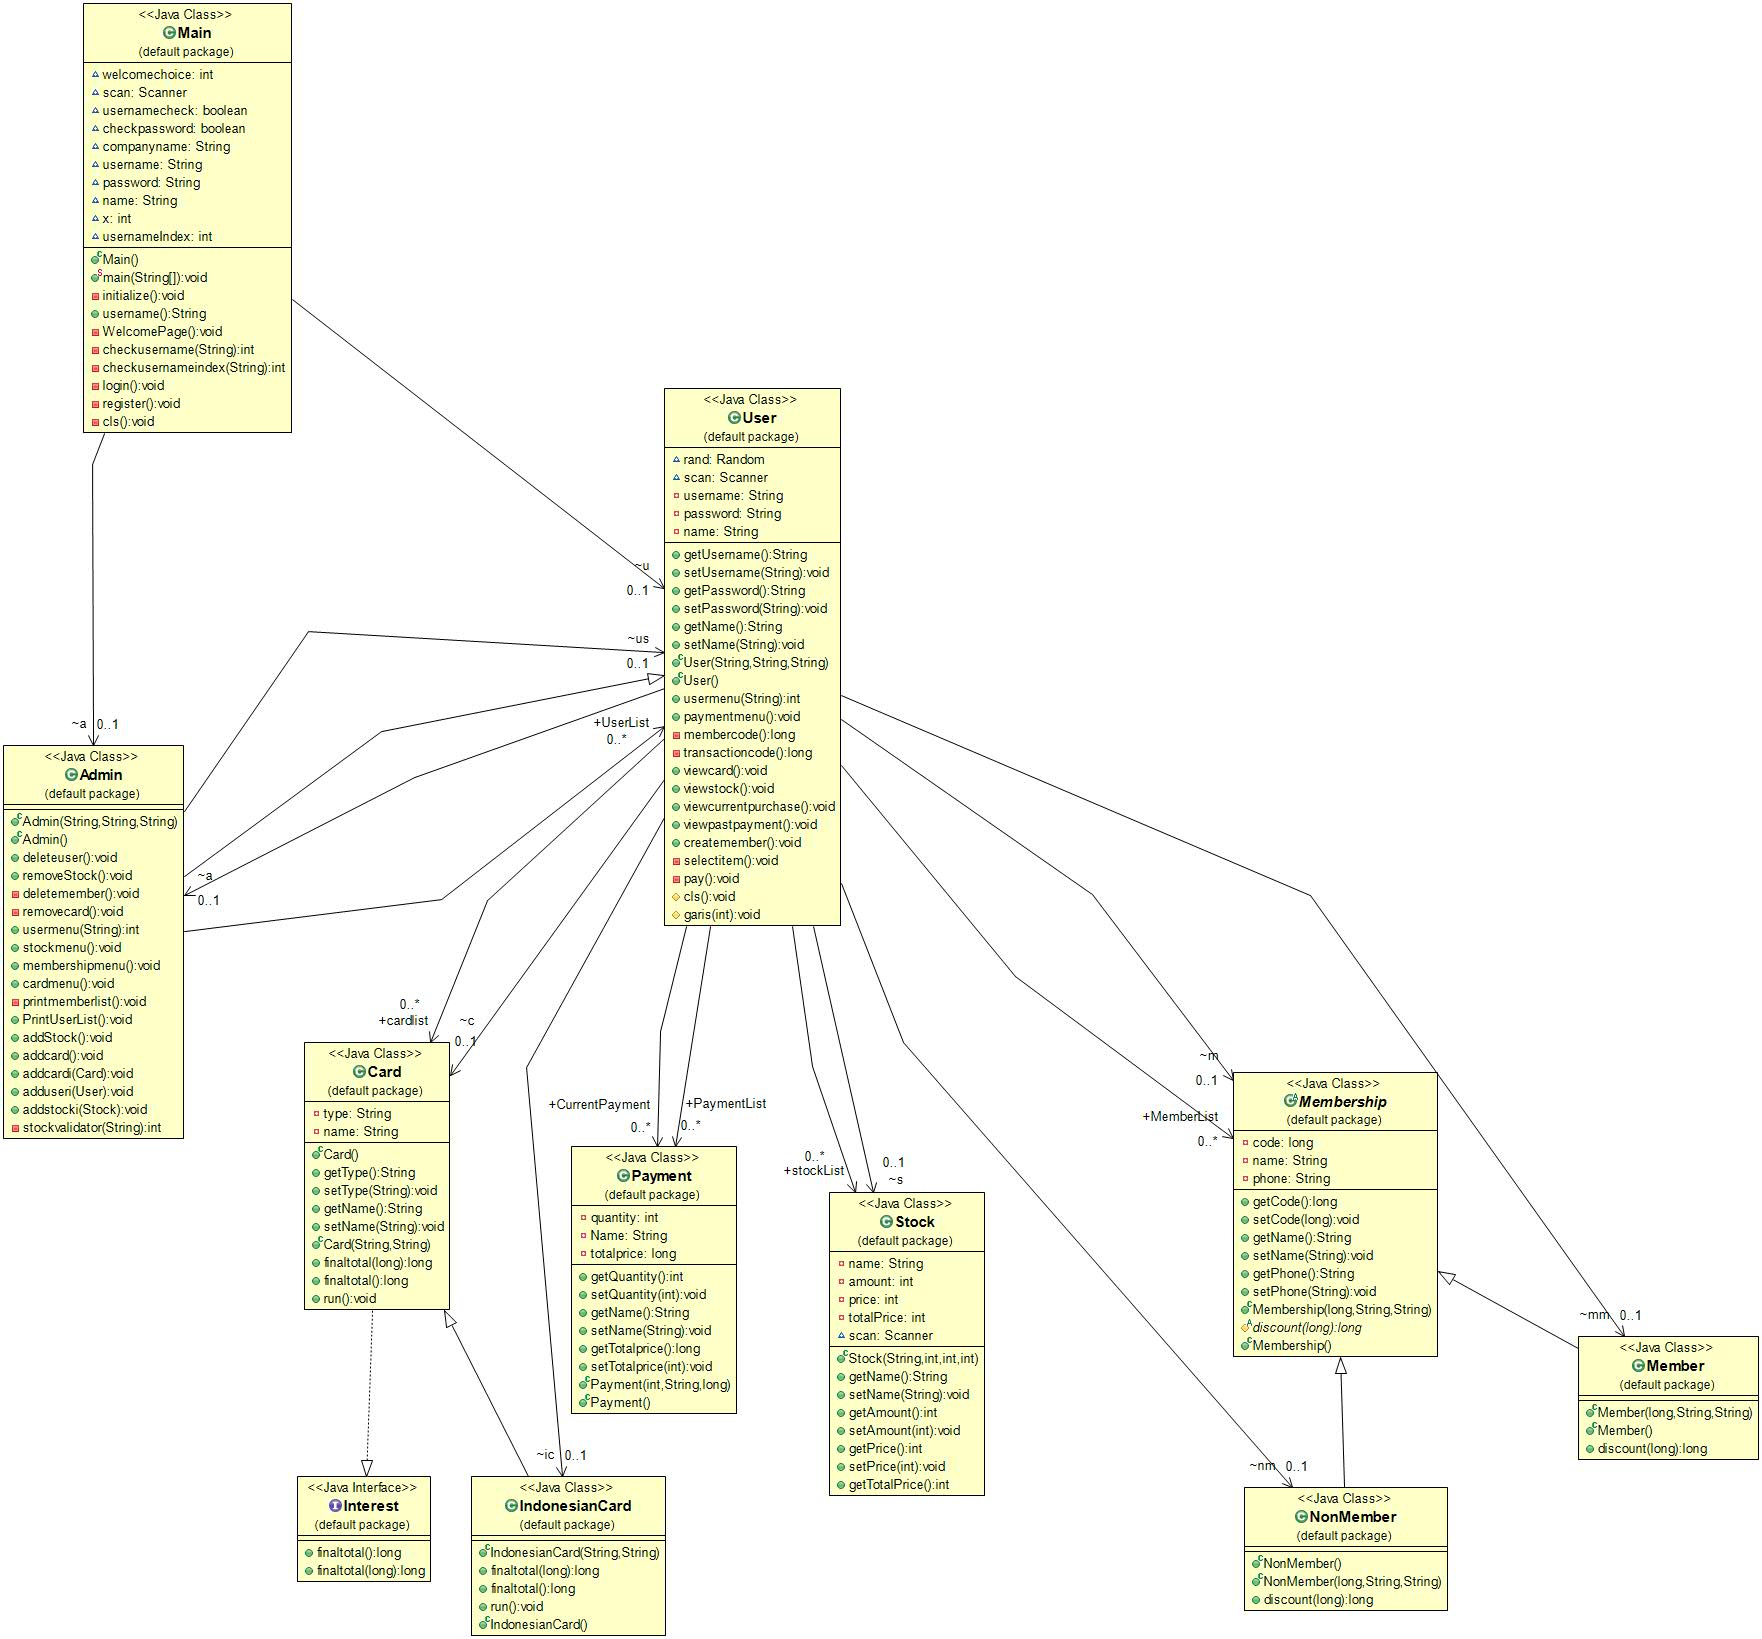 <<Java Class>>
Main
(default package)
welcomechoice: int
scan: Scanner
usernamecheck: boolean
checkpassword: boolean
companyname: String
username: String
password: String
name: String
x: int
usernameIndex: int
Main()
main(String[]):void
initialize():void
username():String
WelcomePage():void
checkusername(String):int
checkusernameindex(String):int
login():void
register():void
cls():void
<<Java Class>>
User
(default package)
rand: Random
scan: Scanner
username: String
password: String
name: String
getUsername():String
setUsername(String):void
getPassword():String
setPassword(String):void
getName():String
setName(String):void
User(String,String,String)
User()
usermenu(String):int
paymentmenu():void
membercode():long
transactioncode():long
viewcard():void
viewstock():void
viewcurrentpurchase():void
viewpastpayment():void
createmember():void
selectitem():void
pay():void
cls():void
garis(int):void
~u
0..1
~us
0..1
+UserList
0..*
~a 0..1
<<Java Class>>
Admin
(default package)
Admin(String,String,String)
Admin()
deleteuser():void
removeStock():void
deletemember():void
removecard():void
usermenu(String):int
stockmenu():void
membershipmenu():void
cardmenu():void
printmemberlist():void
PrintUserList():void
addStock():void
addcard():void
addcardi(Card):void
adduseri(User):void
addstocki(Stock):void
stockvalidator(String):int
~a
0..1
0..*
+cardlist
~c
0..1
<<Java Class>>
Card
(default package)
type: String
name: String
Card()
getType():String
setType(String):void
getName():String
setName(String):void
Card(String,String)
finaltotal(long):long
finaltotal():long
run():void
+CurrentPayment
0..*
+PaymentList
0..*
<<Java Class>>
Payment
(default package)
quantity: int
Name: String
totalprice: long
getQuantity():int
setQuantity(int):void
getName():String
setName(String):void
getTotalprice():long
setTotalprice(int):void
Payment(int,String,long)
Payment()
0..*
+stockList
0..1
~s
<<Java Class>>
Stock
(default package)
name: String
amount: int
price: int
totalPrice: int
scan: Scanner
Stock(String,int,int,int)
getName():String
setName(String):void
getAmount():int
setAmount(int):void
getPrice():int
setPrice(int):void
getTotalPrice():int
~m
0..1
+MemberList
0..*
<<Java Class>>
Membership
(default package)
code: long
name: String
phone: String
getCode():long
setCode(long):void
getName():String
setName(String):void
getPhone():String
setPhone(String):void
Membership(long,String,String)
discount(long):long
Membership()
~mm 0..1
<<Java Class>>
Member
(default package)
Member(long,String,String)
Member()
discount(long):long
<<Java Interface>>
Interest
(default package)
finaltotal():long
finaltotal(long):long
~ic 0..1
<<Java Class>>
IndonesianCard
(default package)
IndonesianCard(String,String)
finaltotal(long):long
finaltotal():long
run():void
IndonesianCard()
~nm 0..1
<<Java Class>>
NonMember
(default package)
NonMember()
NonMember(long,String,String)
discount(long):long